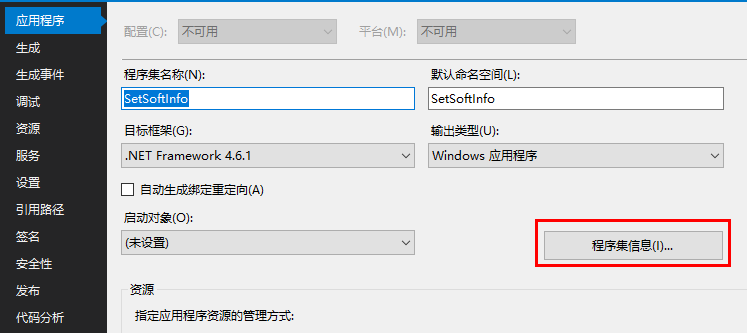 应用程序
生成
生成事件
调试
资源
服务
设置
引用路径
签名
安全性
发布
代码分析
配置(C): 不可用 平台(M): 不可用
程序集名称(N): 默认命名空间(L):
SetSoftInfo SetSoftInfo
目标框架(G): 输出类型(U):
.NET Framework 4.6.1 Windows 应用程序
自动生成绑定重定向(A)
启动对象(O):
(未设置) 程序集信息(I)...
资源
指定应用程序资源的管理方式: